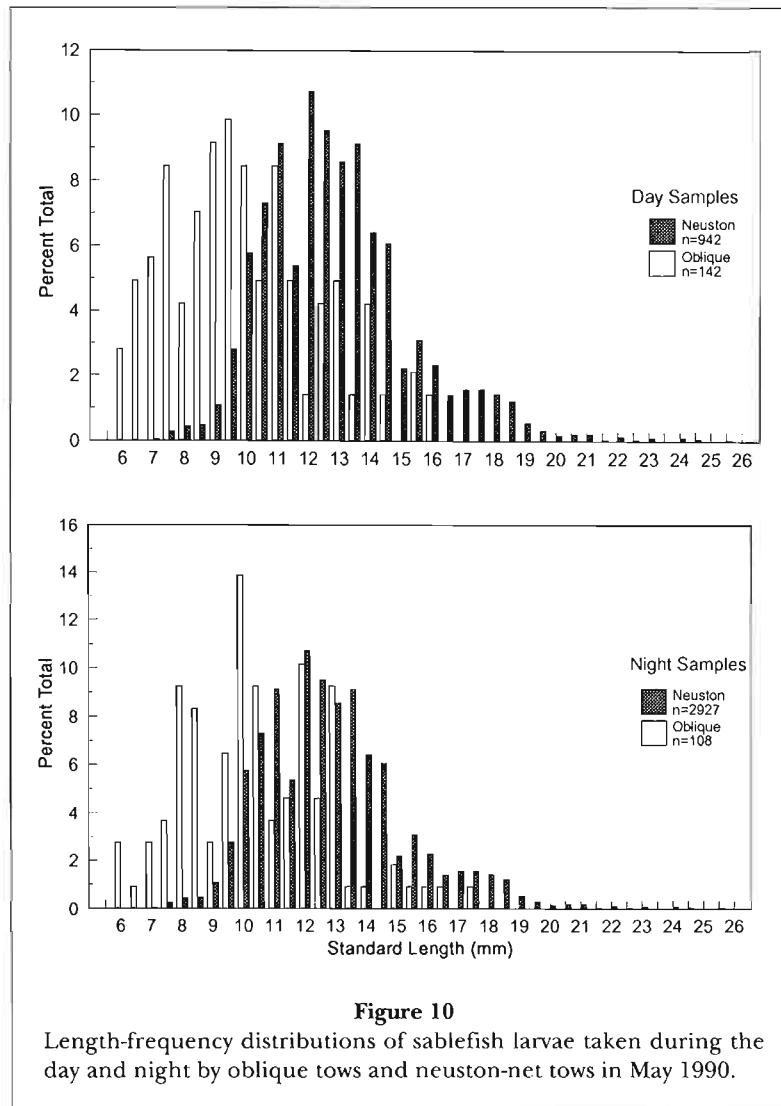 12
10
8
6
4
2
0
Percent Total
Day Samples
Neuston
n=942
Oblique
n=142
6 7 8 9 10 11 12 13 14 15 16 17 18 19 20 21 22 23 24 25 26
16
14
12
10
8
6
4
2
0
Percent Total
Night Samples
Neuston
n=2927
Oblique
n=108
6 7 8 9 10 11 12 13 14 15 16 17 18 19 20 21 22 23 24 25 26
Standard Length (mm)
Figure 10
Length-frequency distributions of sablefish larvae taken during the
day and night by oblique tows and neuston-net tows in May 1990.